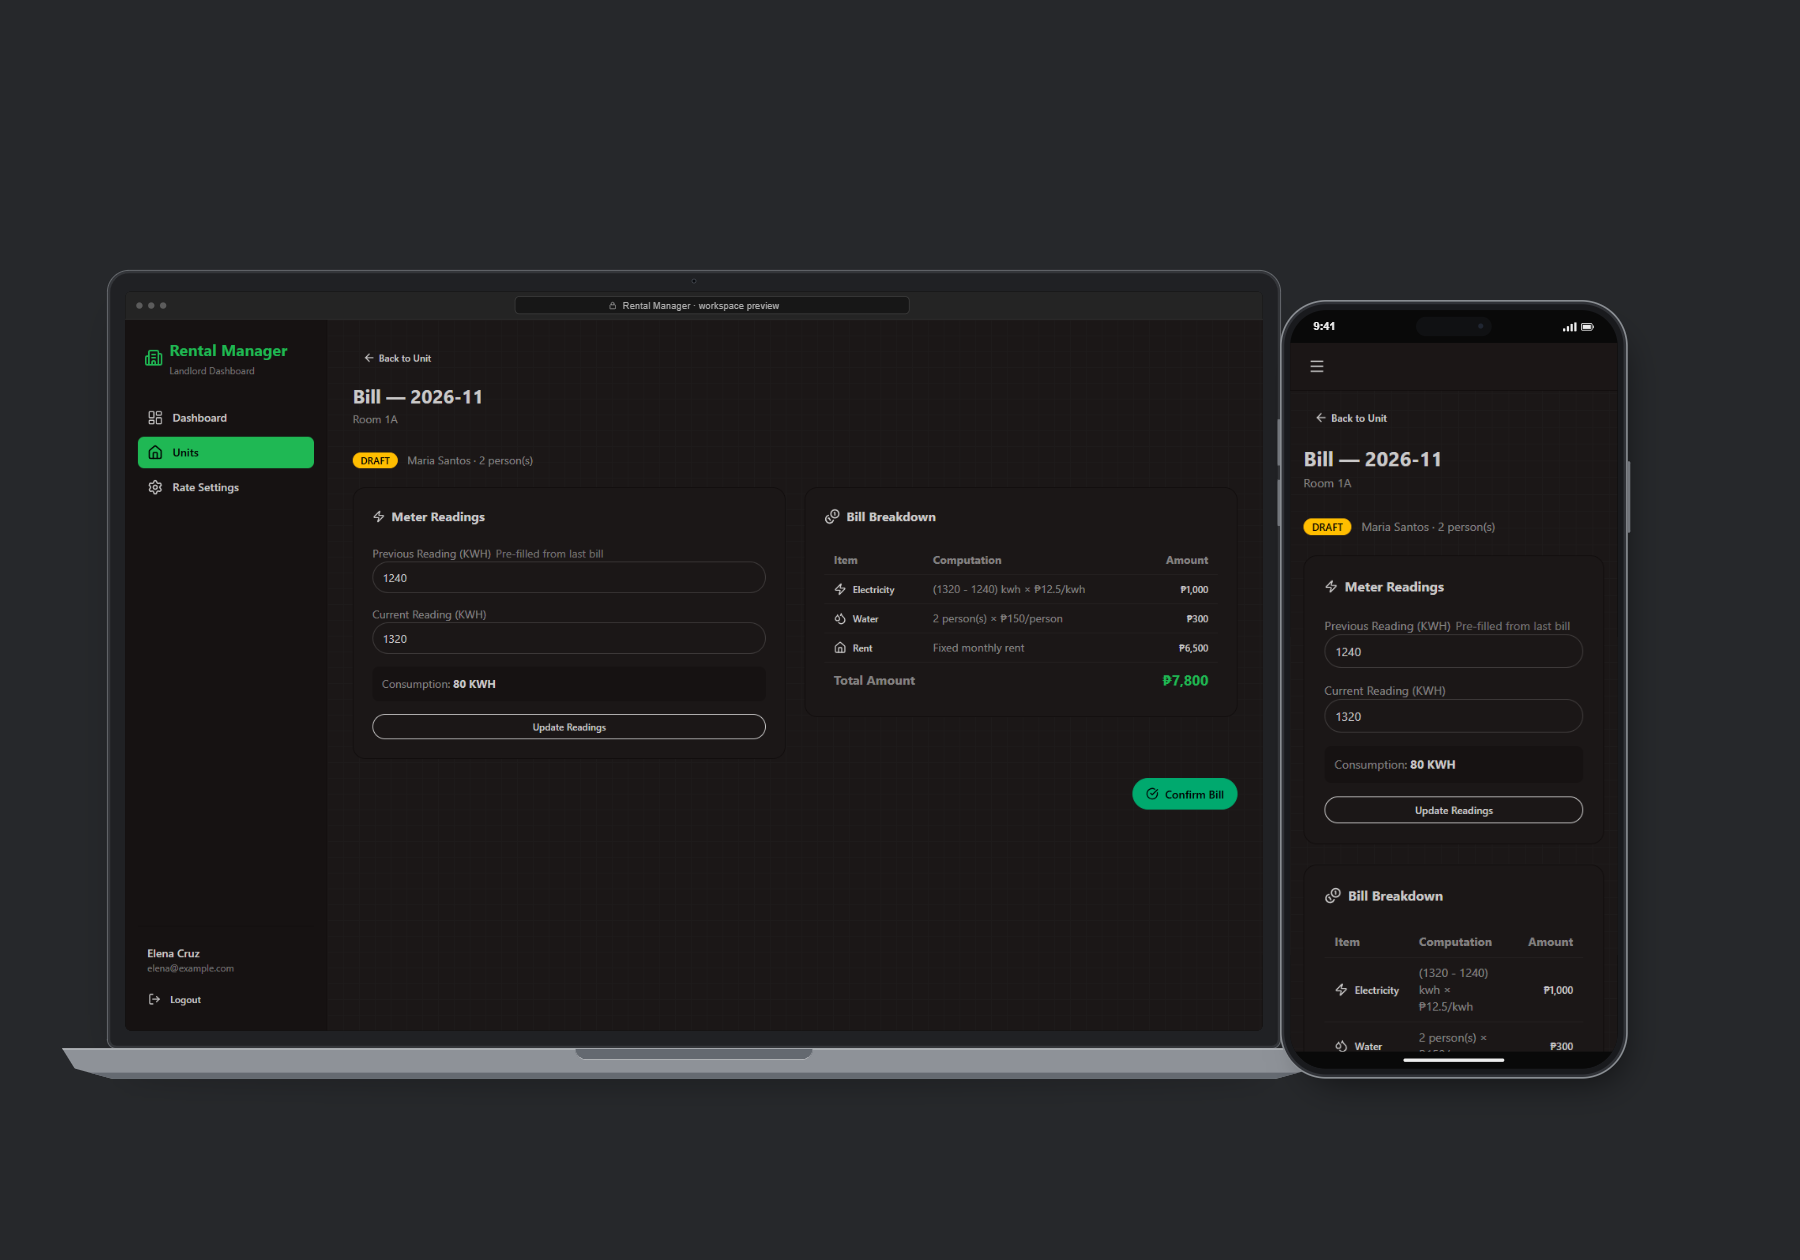 Rental Manager · workspace preview
Rental Manager
Landlord Dashboard
Dashboard
Units
Rate Settings
Elena Cruz
elena@example.com
Logout
Back to Unit
Bill — 2026-11
Room 1A
DRAFT Maria Santos · 2 person(s)
Meter Readings
Previous Reading (KWH) Pre-filled from last bill
1240
Current Reading (KWH)
1320
Consumption: 80 KWH
Update Readings
Bill Breakdown
Item Computation Amount
Electricity (1320 - 1240) kwh × ₱12.5/kwh ₱1,000
Water 2 person(s) × ₱150/person ₱300
Rent Fixed monthly rent ₱6,500
Total Amount ₱7,800
Confirm Bill
9:41
Back to Unit
Bill — 2026-11
Room 1A
DRAFT Maria Santos · 2 person(s)
Meter Readings
Previous Reading (KWH) Pre-filled from last bill
1240
Current Reading (KWH)
1320
Consumption: 80 KWH
Update Readings
Bill Breakdown
Item Computation Amount
(1320 - 1240)
Electricity kwh × ₱1,000
₱12.5/kwh
2 person(s) ×
Water ₱300